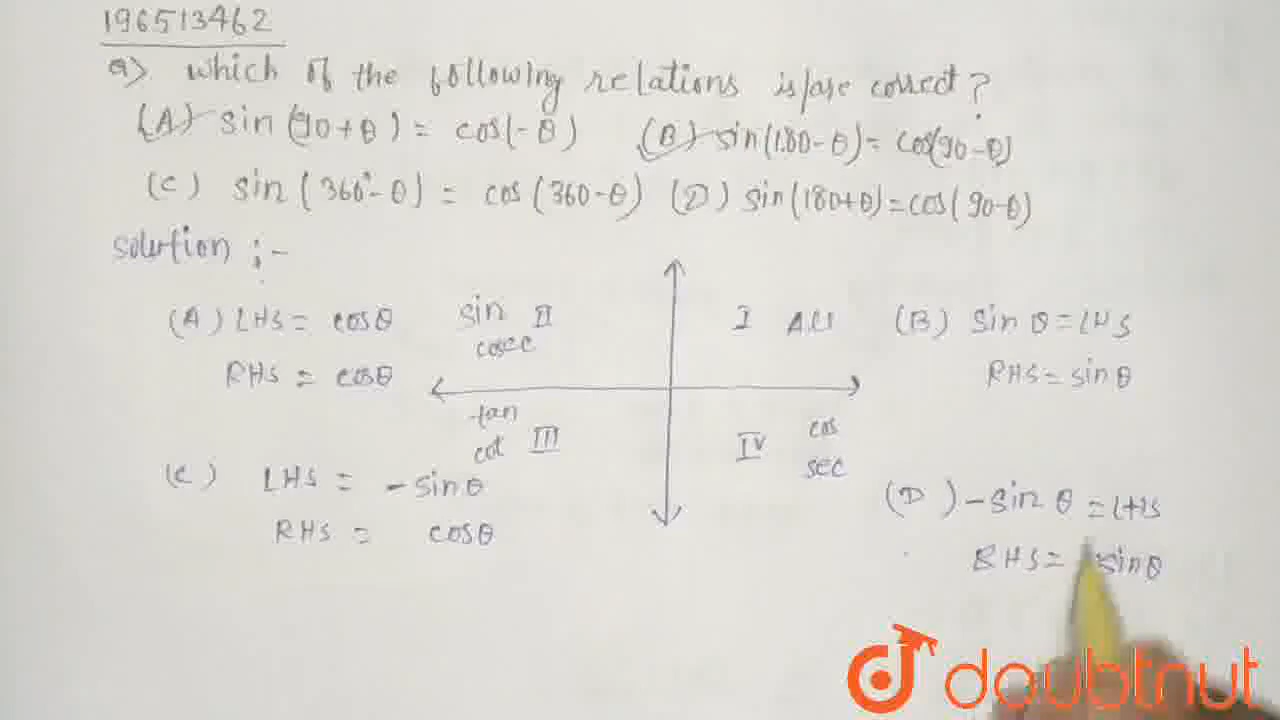 196513462
Q) which of the following relations is/are correct?
(A) sin (90+θ) = cos(-θ) (B) sin(180-θ)= cos(90-θ)
(C) sin (360°-θ) = cos (360-θ) (D) sin(180+θ)=cos(90-θ)
Solution :-
(A) LHS = cosθ
RHS = cosθ
sin II
cosec
I All
(B) Sin θ = LHS
RHS = sinθ
tan
cot III
IV cos
sec
(C) LHS = -sinθ
RHS = cosθ
(D) -sin θ = LHS
RHS = sinθ
doubtnut